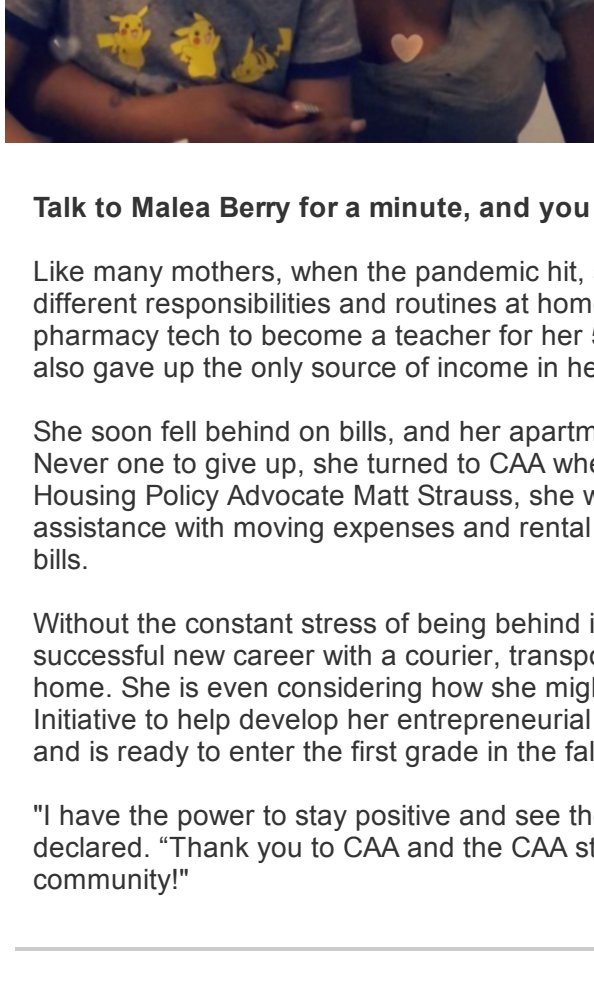 Talk to Malea Berry for a minute, and you
Like many mothers, when the pandemic hit,
different responsibilities and routines at hom
pharmacy tech to become a teacher for her
also gave up the only source of income in he
She soon fell behind on bills, and her apartm
Never one to give up, she turned to CAA whe
Housing Policy Advocate Matt Strauss, she w
assistance with moving expenses and rental
bills.
Without the constant stress of being behind i
successful new career with a courier, transpo
home. She is even considering how she migh
Initiative to help develop her entrepreneurial
and is ready to enter the first grade in the fal
"I have the power to stay positive and see th
declared. “Thank you to CAA and the CAA st
community!"